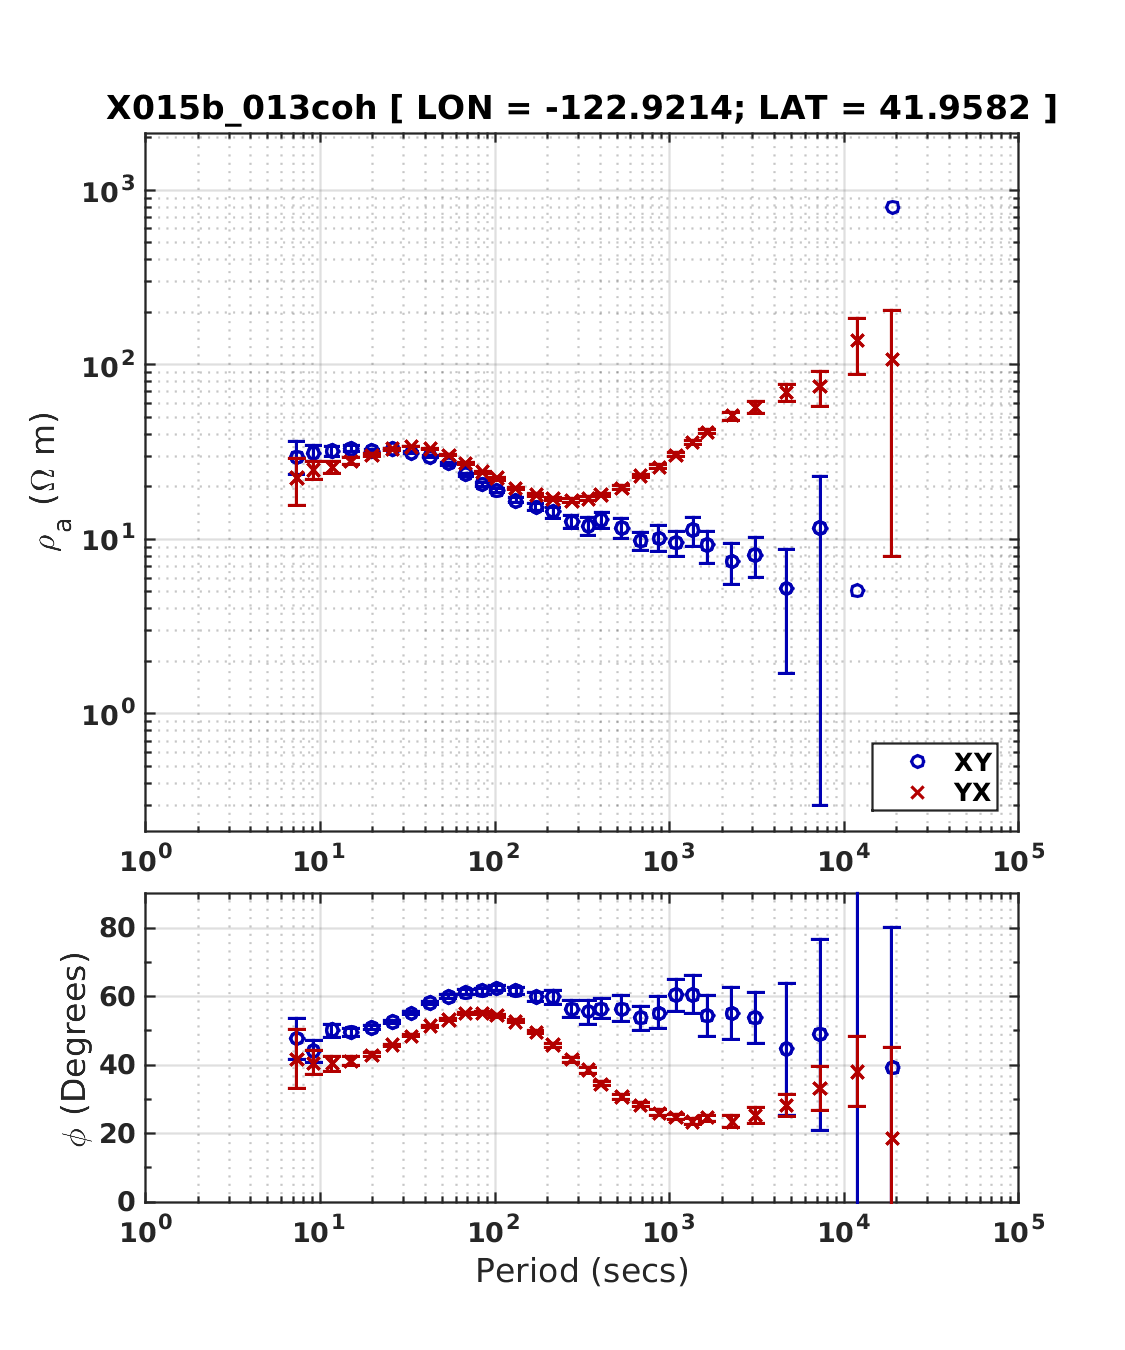 X015b_013coh [ LON = -122.9214; LAT = 41.9582 ]
10³
10²
10¹
10⁰
ρ a (Ω m)
XY
YX
10⁰ 10¹ 10² 10³ 10⁴ 10⁵
80
60
40
20
0
ϕ (Degrees)
10⁰ 10¹ 10² 10³ 10⁴ 10⁵
Period (secs)